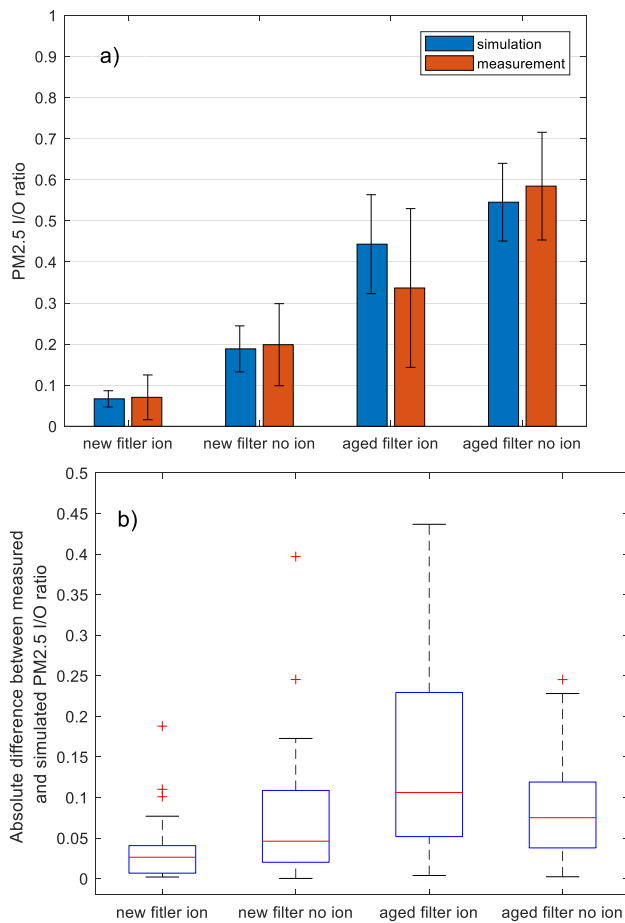 a)
simulation
measurement
PM2.5 I/O ratio
1
0.9
0.8
0.7
0.6
0.5
0.4
0.3
0.2
0.1
0
new fitler ion
new filter no ion
aged filter ion
aged filter no ion
b)
Absolute difference between measured
and simulated PM2.5 I/O ratio
0.5
0.45
0.4
0.35
0.3
0.25
0.2
0.15
0.1
0.05
0
new fitler ion
new filter no ion
aged filter ion
aged filter no ion